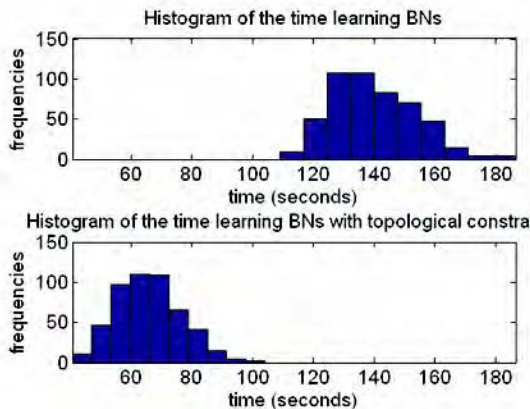 Histogram of the time learning BNs
frequencies
150
100
50
0
60 80 100 120 140 160 180
time (seconds)
Histogram of the time learning BNs with topological constra
frequencies
150
100
50
0
60 80 100 120 140 160 180
time (seconds)